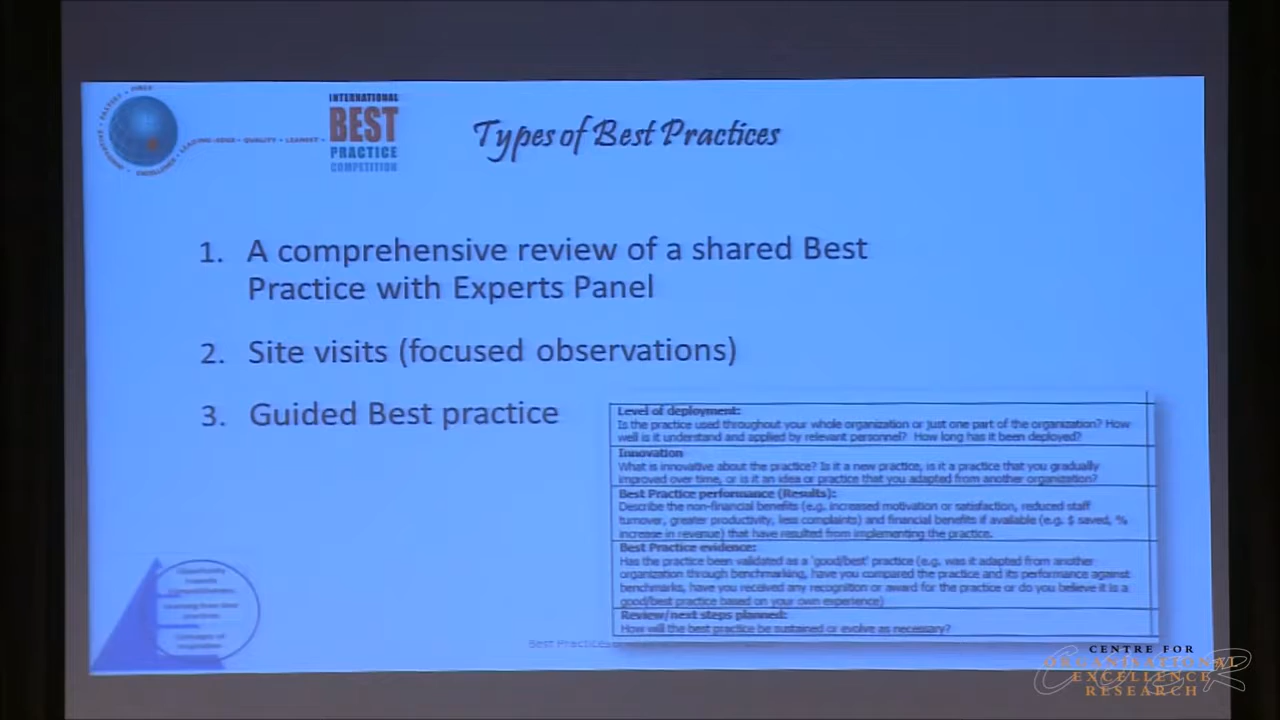 INTERNATIONAL
BEST
PRACTICE
COMPETITION
Types of Best Practices
EXCELLENCE • LEADING-EDGE • QUALITY •
1. A comprehensive review of a shared Best
Practice with Experts Panel
2. Site visits (focused observations)
3. Guided Best practice
Level of deployment:
Is the practice used throughout your whole organization or just one part of the organization? How
well is it understand and applied by relevant personnel? How long has it been deployed?
Innovation
What is innovative about the practice? Is it a new practice, is it a practice that you gradually
improved over time, or is it an idea or practice that you adapted from another organization?
Best Practice performance (Results):
Describe the non-financial benefits (e.g. increased motivation or satisfaction, reduced staff
turnover, greater productivity, less complaints) and financial benefits if available (e.g. $ saved, %
increase in revenue) that have resulted from implementing the practice.
Best Practice evidence:
Has the practice been validated as a 'good/best' practice (e.g. was it adapted from another
organization through benchmarking, have you compared the practice and its performance against
benchmarks, have you received any recognition or award for the practice or do you believe it is a
good/best practice based on your own experience)
Review/next steps planned:
How will the best practice be sustained or evolve as necessary?
Best Practices
CENTRE FOR
ORGANISATIONAL
EXCELLENCE
RESEARCH